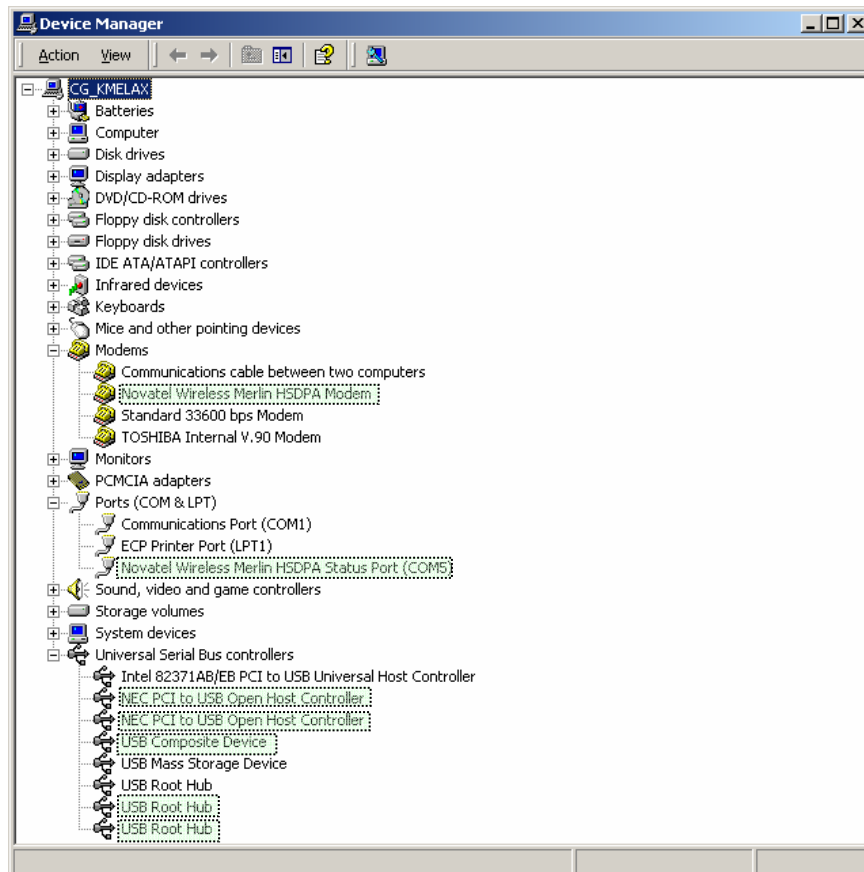 Device Manager
Action View
CG_KMELAX
Batteries
Computer
Disk drives
Display adapters
DVD/CD-ROM drives
Floppy disk controllers
Floppy disk drives
IDE ATA/ATAPI controllers
Infrared devices
Keyboards
Mice and other pointing devices
Modems
Communications cable between two computers
Novatel Wireless Merlin HSDPA Modem
Standard 33600 bps Modem
TOSHIBA Internal V.90 Modem
Monitors
PCMCIA adapters
Ports (COM & LPT)
Communications Port (COM1)
ECP Printer Port (LPT1)
Novatel Wireless Merlin HSDPA Status Port (COM5)
Sound, video and game controllers
Storage volumes
System devices
Universal Serial Bus controllers
Intel 82371AB/EB PCI to USB Universal Host Controller
NEC PCI to USB Open Host Controller
NEC PCI to USB Open Host Controller
USB Composite Device
USB Mass Storage Device
USB Root Hub
USB Root Hub
USB Root Hub